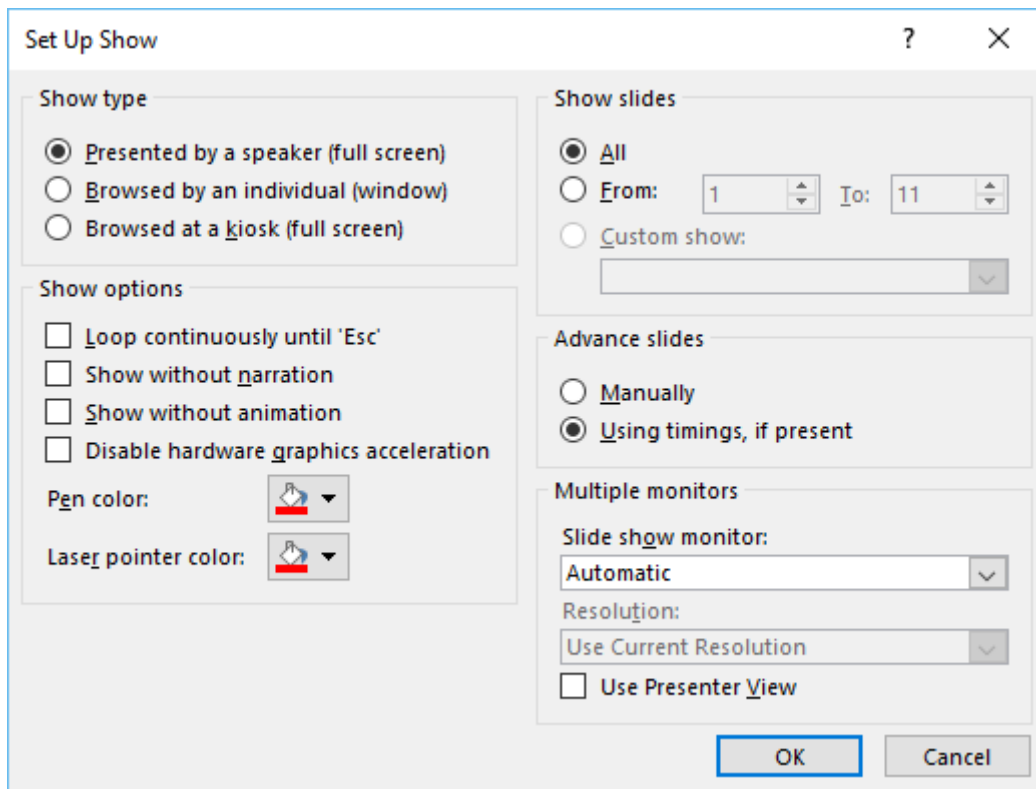 Set Up Show ?
Show type
Presented by a speaker (full screen)
Browsed by an individual (window)
Browsed at a kiosk (full screen)
Show options
Loop continuously until 'Esc'
Show without narration
Show without animation
Disable hardware graphics acceleration
Pen color:
Laser pointer color:
Show slides
All
From: 1 To: 11
Custom show:
Advance slides
Manually
Using timings, if present
Multiple monitors
Slide show monitor:
Automatic
Resolution:
Use Current Resolution
Use Presenter View
OK Cancel